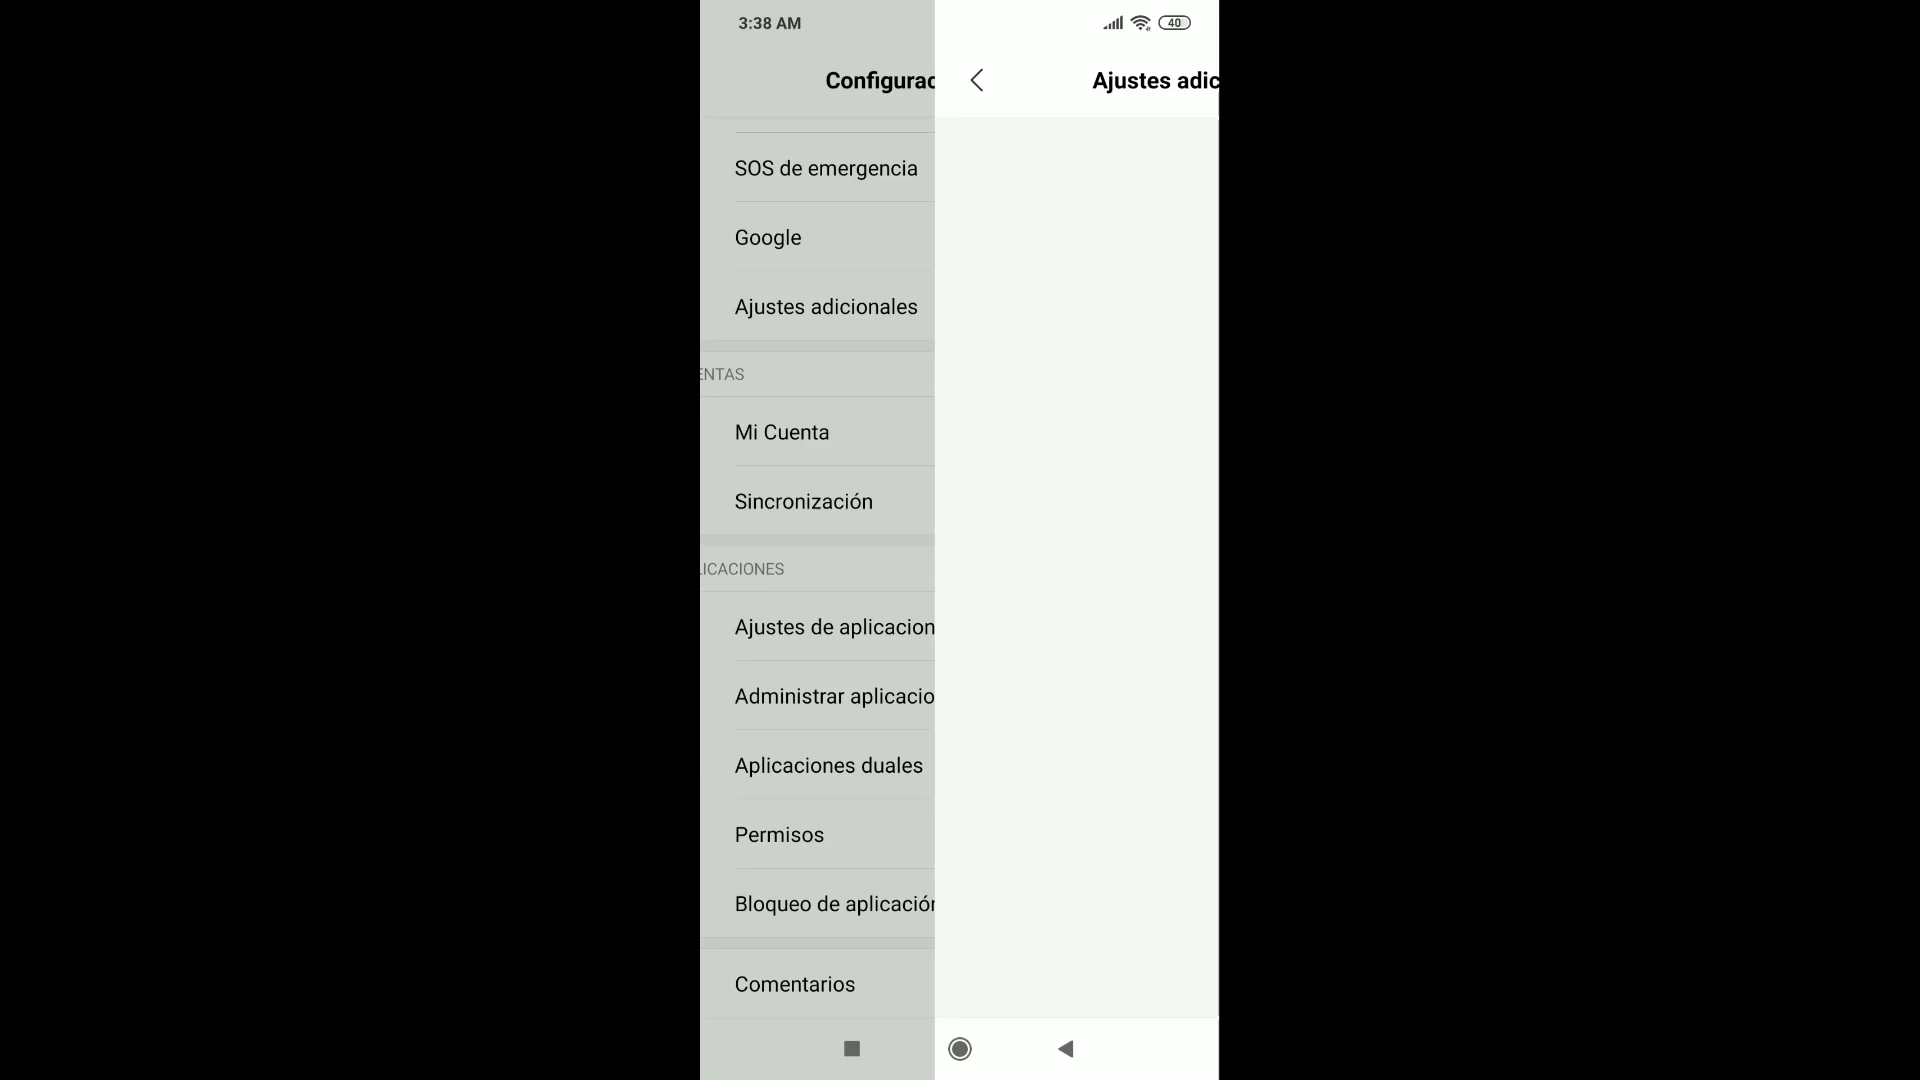 3:38 AM
40
Configurac
Ajustes adic
SOS de emergencia
Google
Ajustes adicionales
ENTAS
Mi Cuenta
Sincronización
LICACIONES
Ajustes de aplicacion
Administrar aplicacio
Aplicaciones duales
Permisos
Bloqueo de aplicación
Comentarios